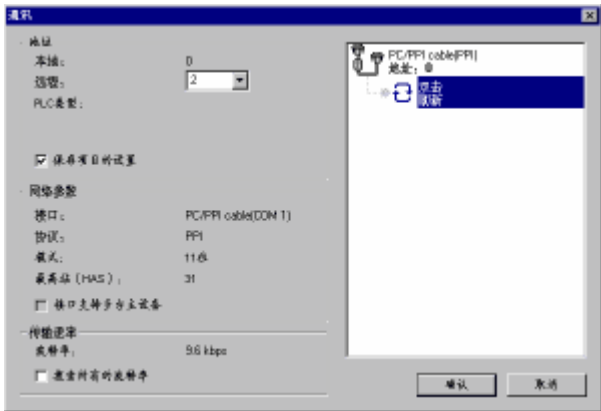 通讯
地址
本地: 0
远程: 2
PLC类型:
保存项目的设置
网络参数
接口: PC/PPI cable(COM 1)
协议: PPI
模式: 11位
最高站(HAS): 31
接口支持多台主设备
传输速率
波特率: 9.6 kbps
搜索所有的波特率
PC/PPI cable(PPI)
地址: 0
双击
刷新
确认
取消